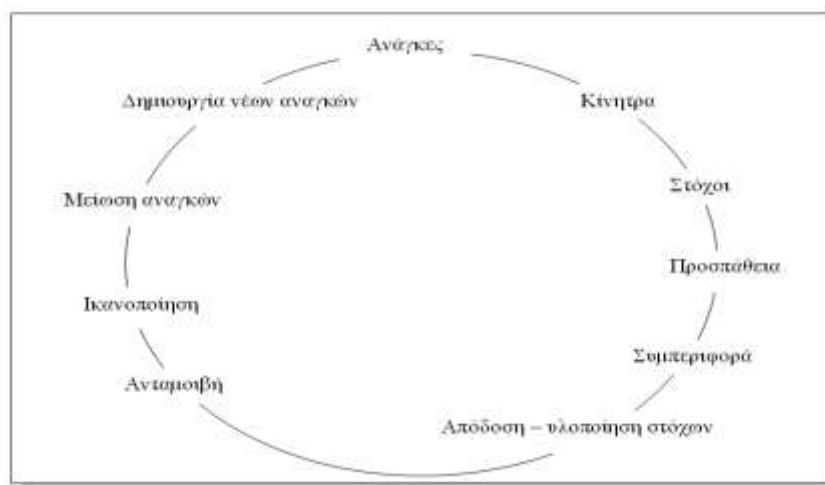 Ανάγκες
Κίνητρα
Στόχοι
Προσπάθεια
Συμπεριφορά
Απόδοση – υλοποίηση στόχων
Ανταμοιβή
Ικανοποίηση
Μείωση αναγκών
Δημιουργία νέων αναγκών